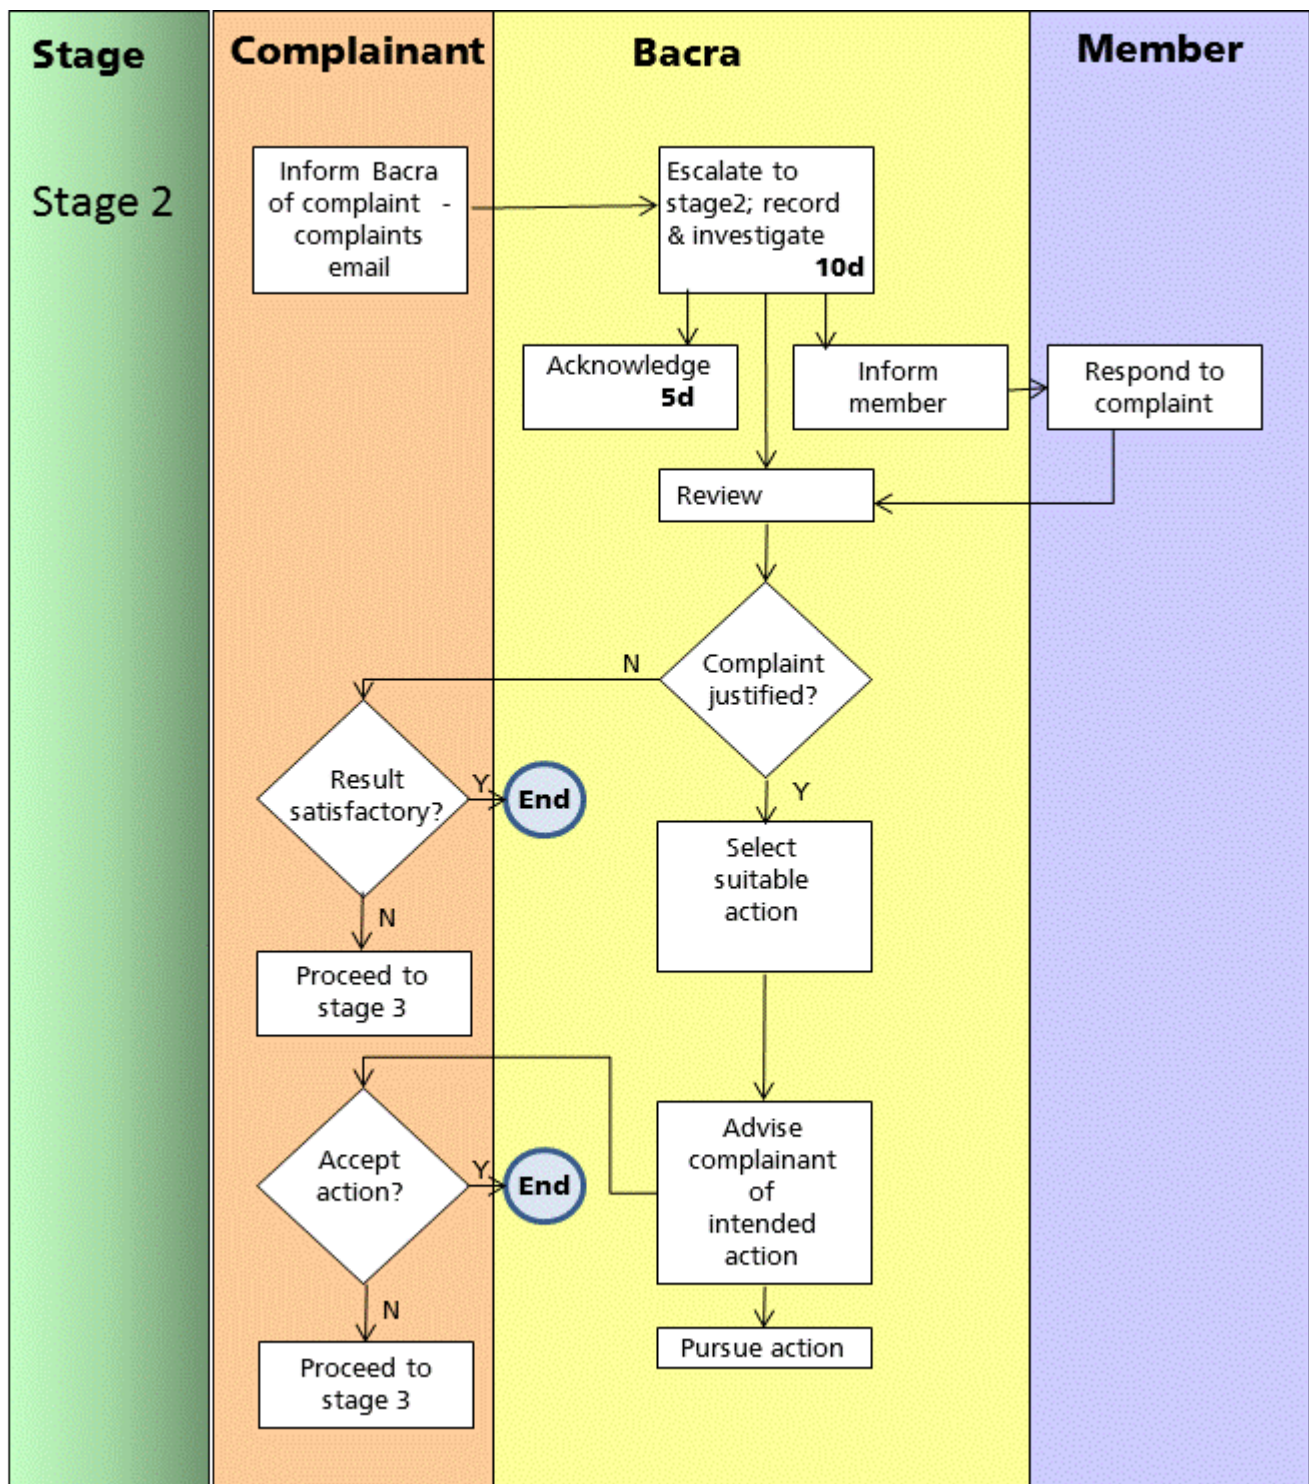 Stage
Complainant
Bacra
Member
Stage 2
Inform Bacra
of complaint -
complaints
email
Escalate to
stage2; record
& investigate
10d
Acknowledge
5d
Inform
member
Respond to
complaint
Review
Complaint
justified?
N
Y
Result
satisfactory?
Y
End
N
Proceed to
stage 3
Select
suitable
action
Advise
complainant
of
intended
action
Accept
action?
Y
End
N
Proceed to
stage 3
Pursue action